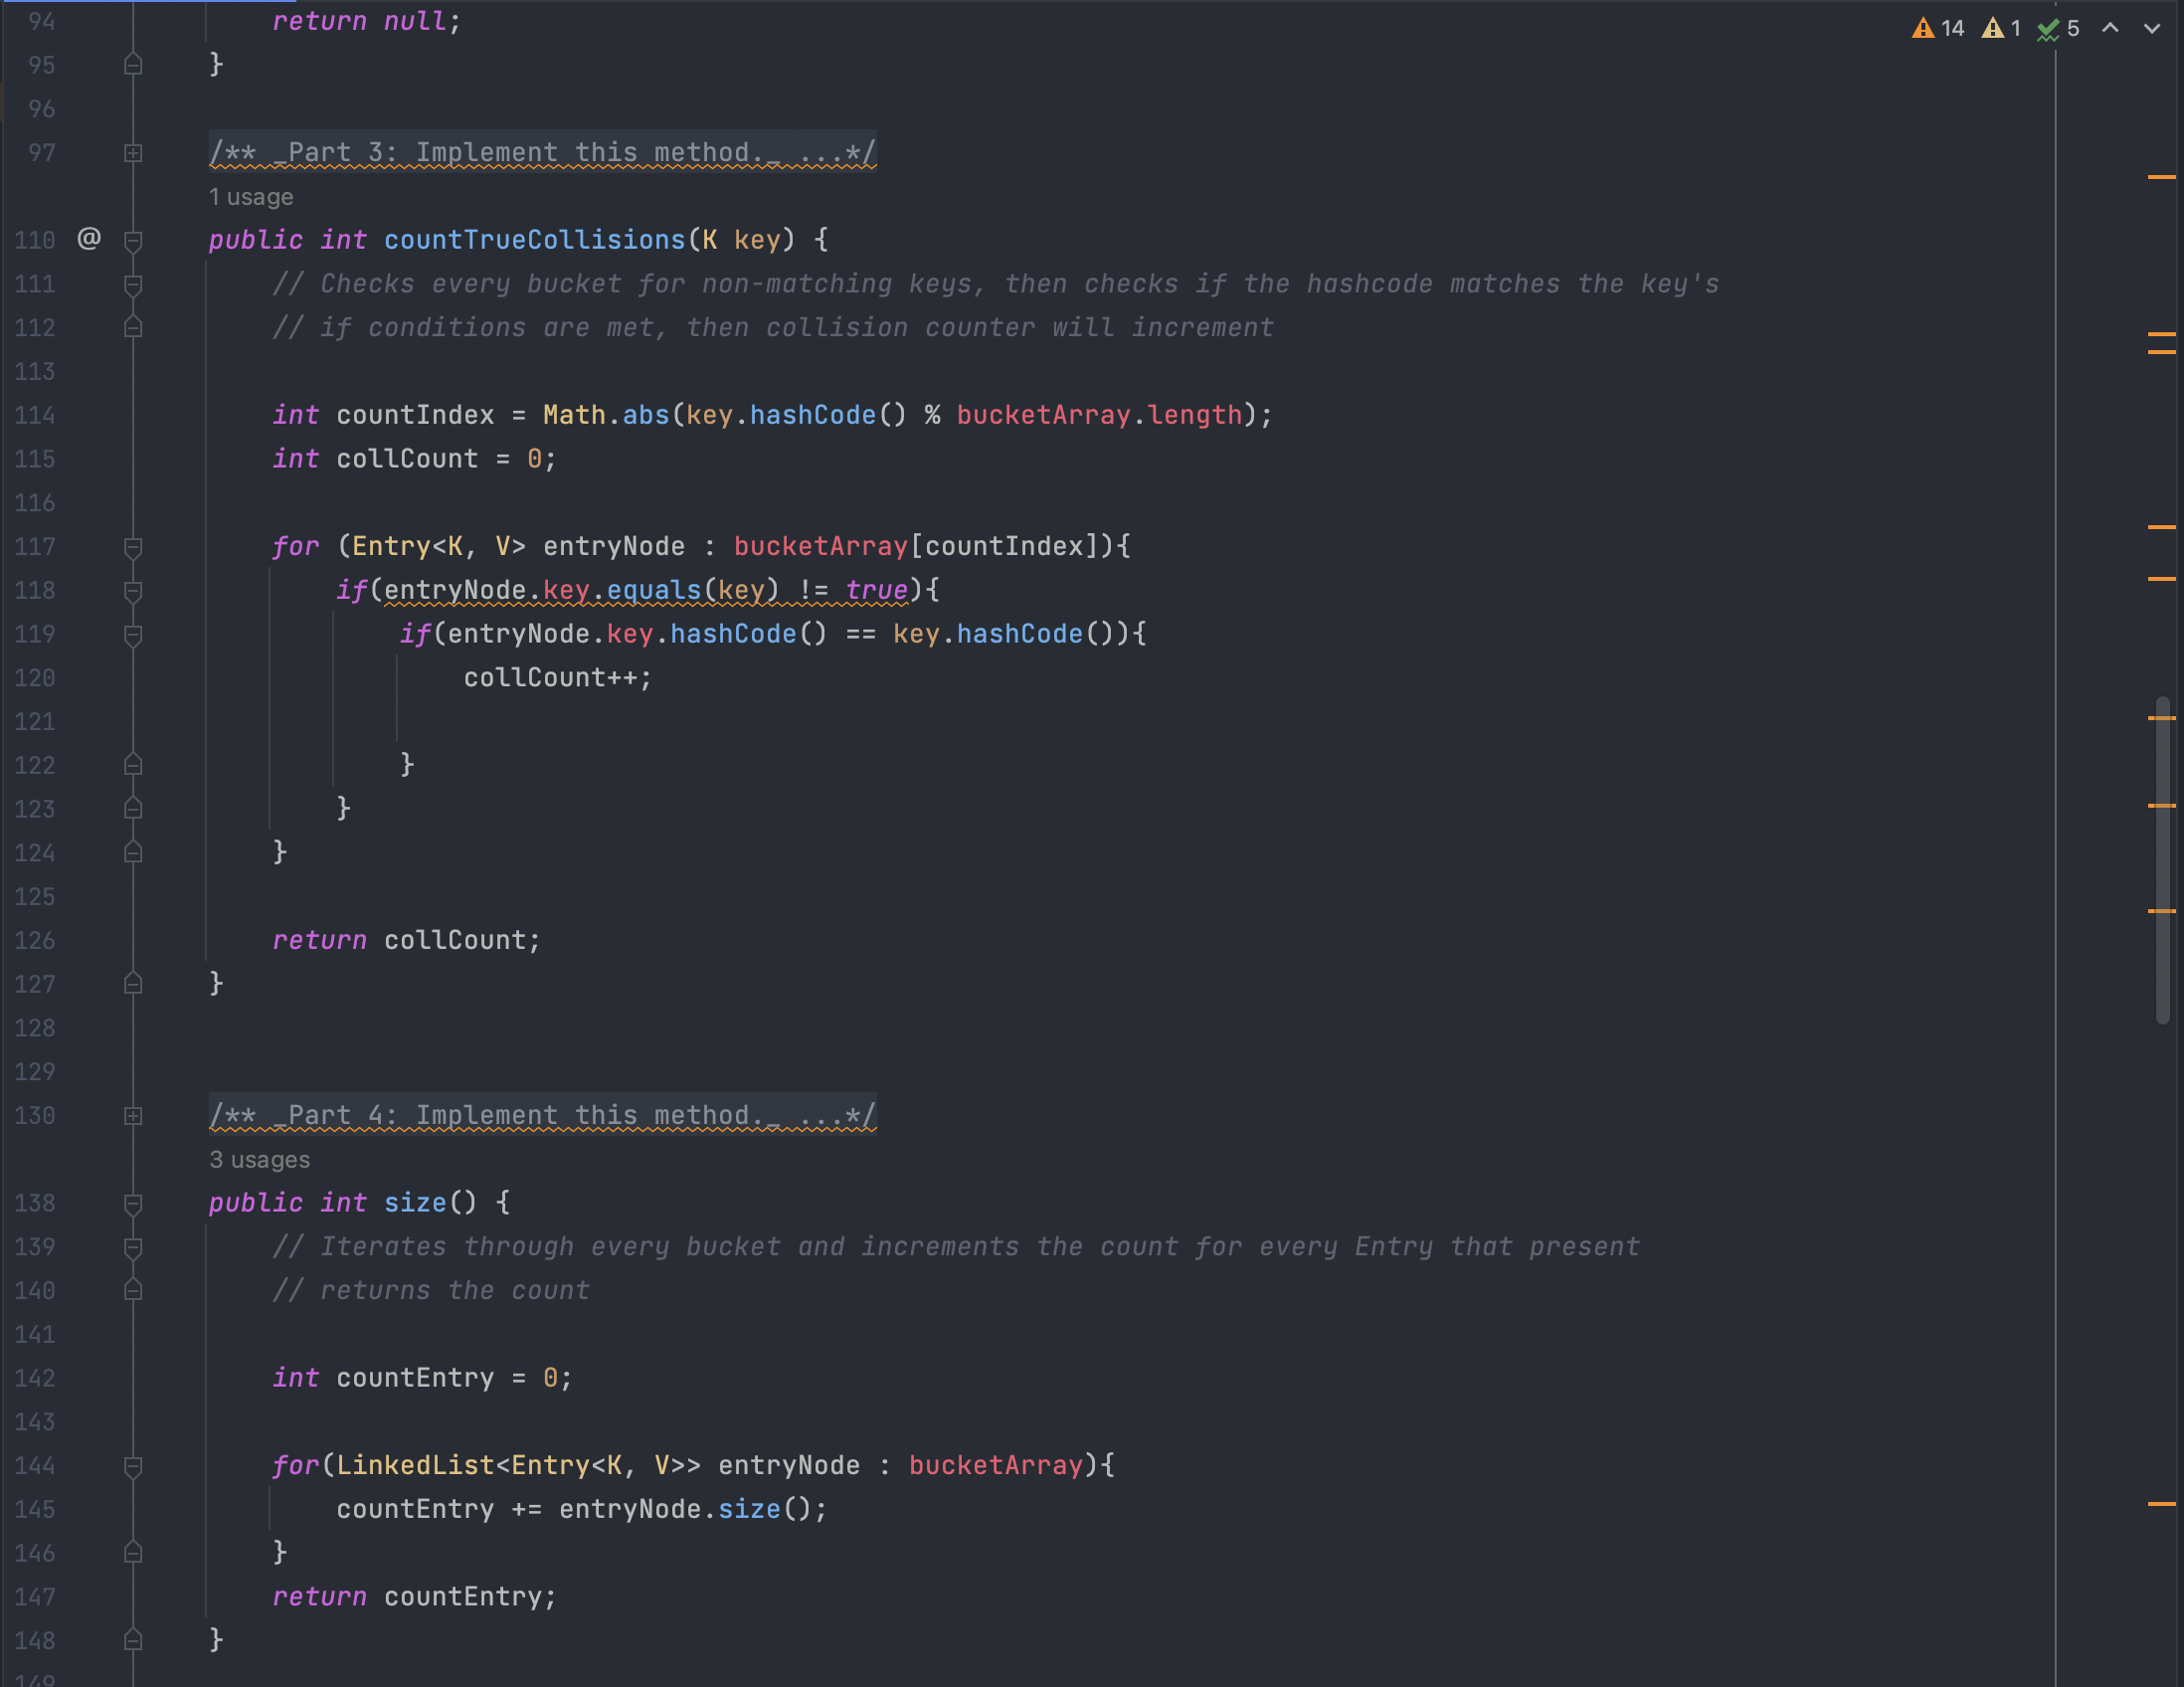 94 return null;
14 1 5
95 }
96
97 /** _Part 3: Implement this method._ ...*/
1 usage
110 @ public int countTrueCollisions(K key) {
111 // Checks every bucket for non-matching keys, then checks if the hashcode matches the key's
112 // if conditions are met, then collision counter will increment
113
114 int countIndex = Math.abs(key.hashCode() % bucketArray.length);
115 int collCount = 0;
116
117 for (Entry<K, V> entryNode : bucketArray[countIndex]){
118 if(entryNode.key.equals(key) != true){
119 if(entryNode.key.hashCode() == key.hashCode()){
120 collCount++;
121
122 }
123 }
124 }
125
126 return collCount;
127 }
128
129
130 /** _Part 4: Implement this method._ ...*/
3 usages
138 public int size() {
139 // Iterates through every bucket and increments the count for every Entry that present
140 // returns the count
141
142 int countEntry = 0;
143
144 for(LinkedList<Entry<K, V>> entryNode : bucketArray){
145 countEntry += entryNode.size();
146 }
147 return countEntry;
148 }
149